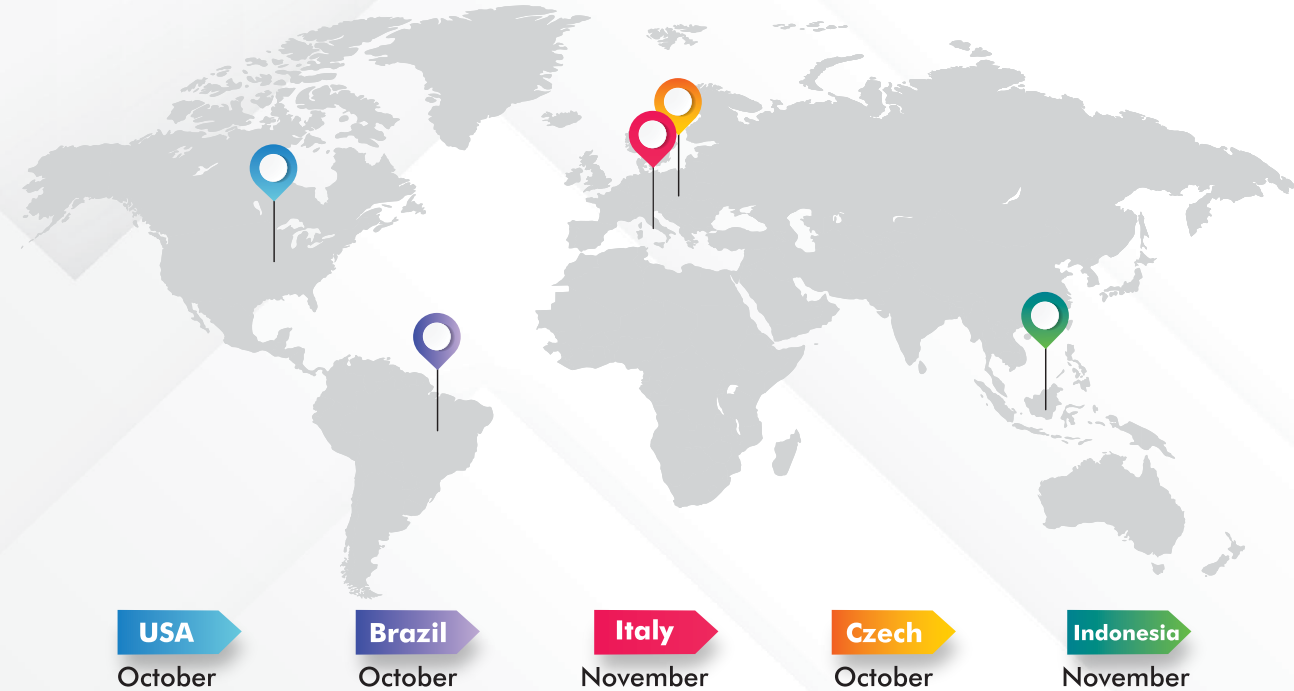 USA
October
Brazil
October
Italy
November
Czech
October
Indonesia
November